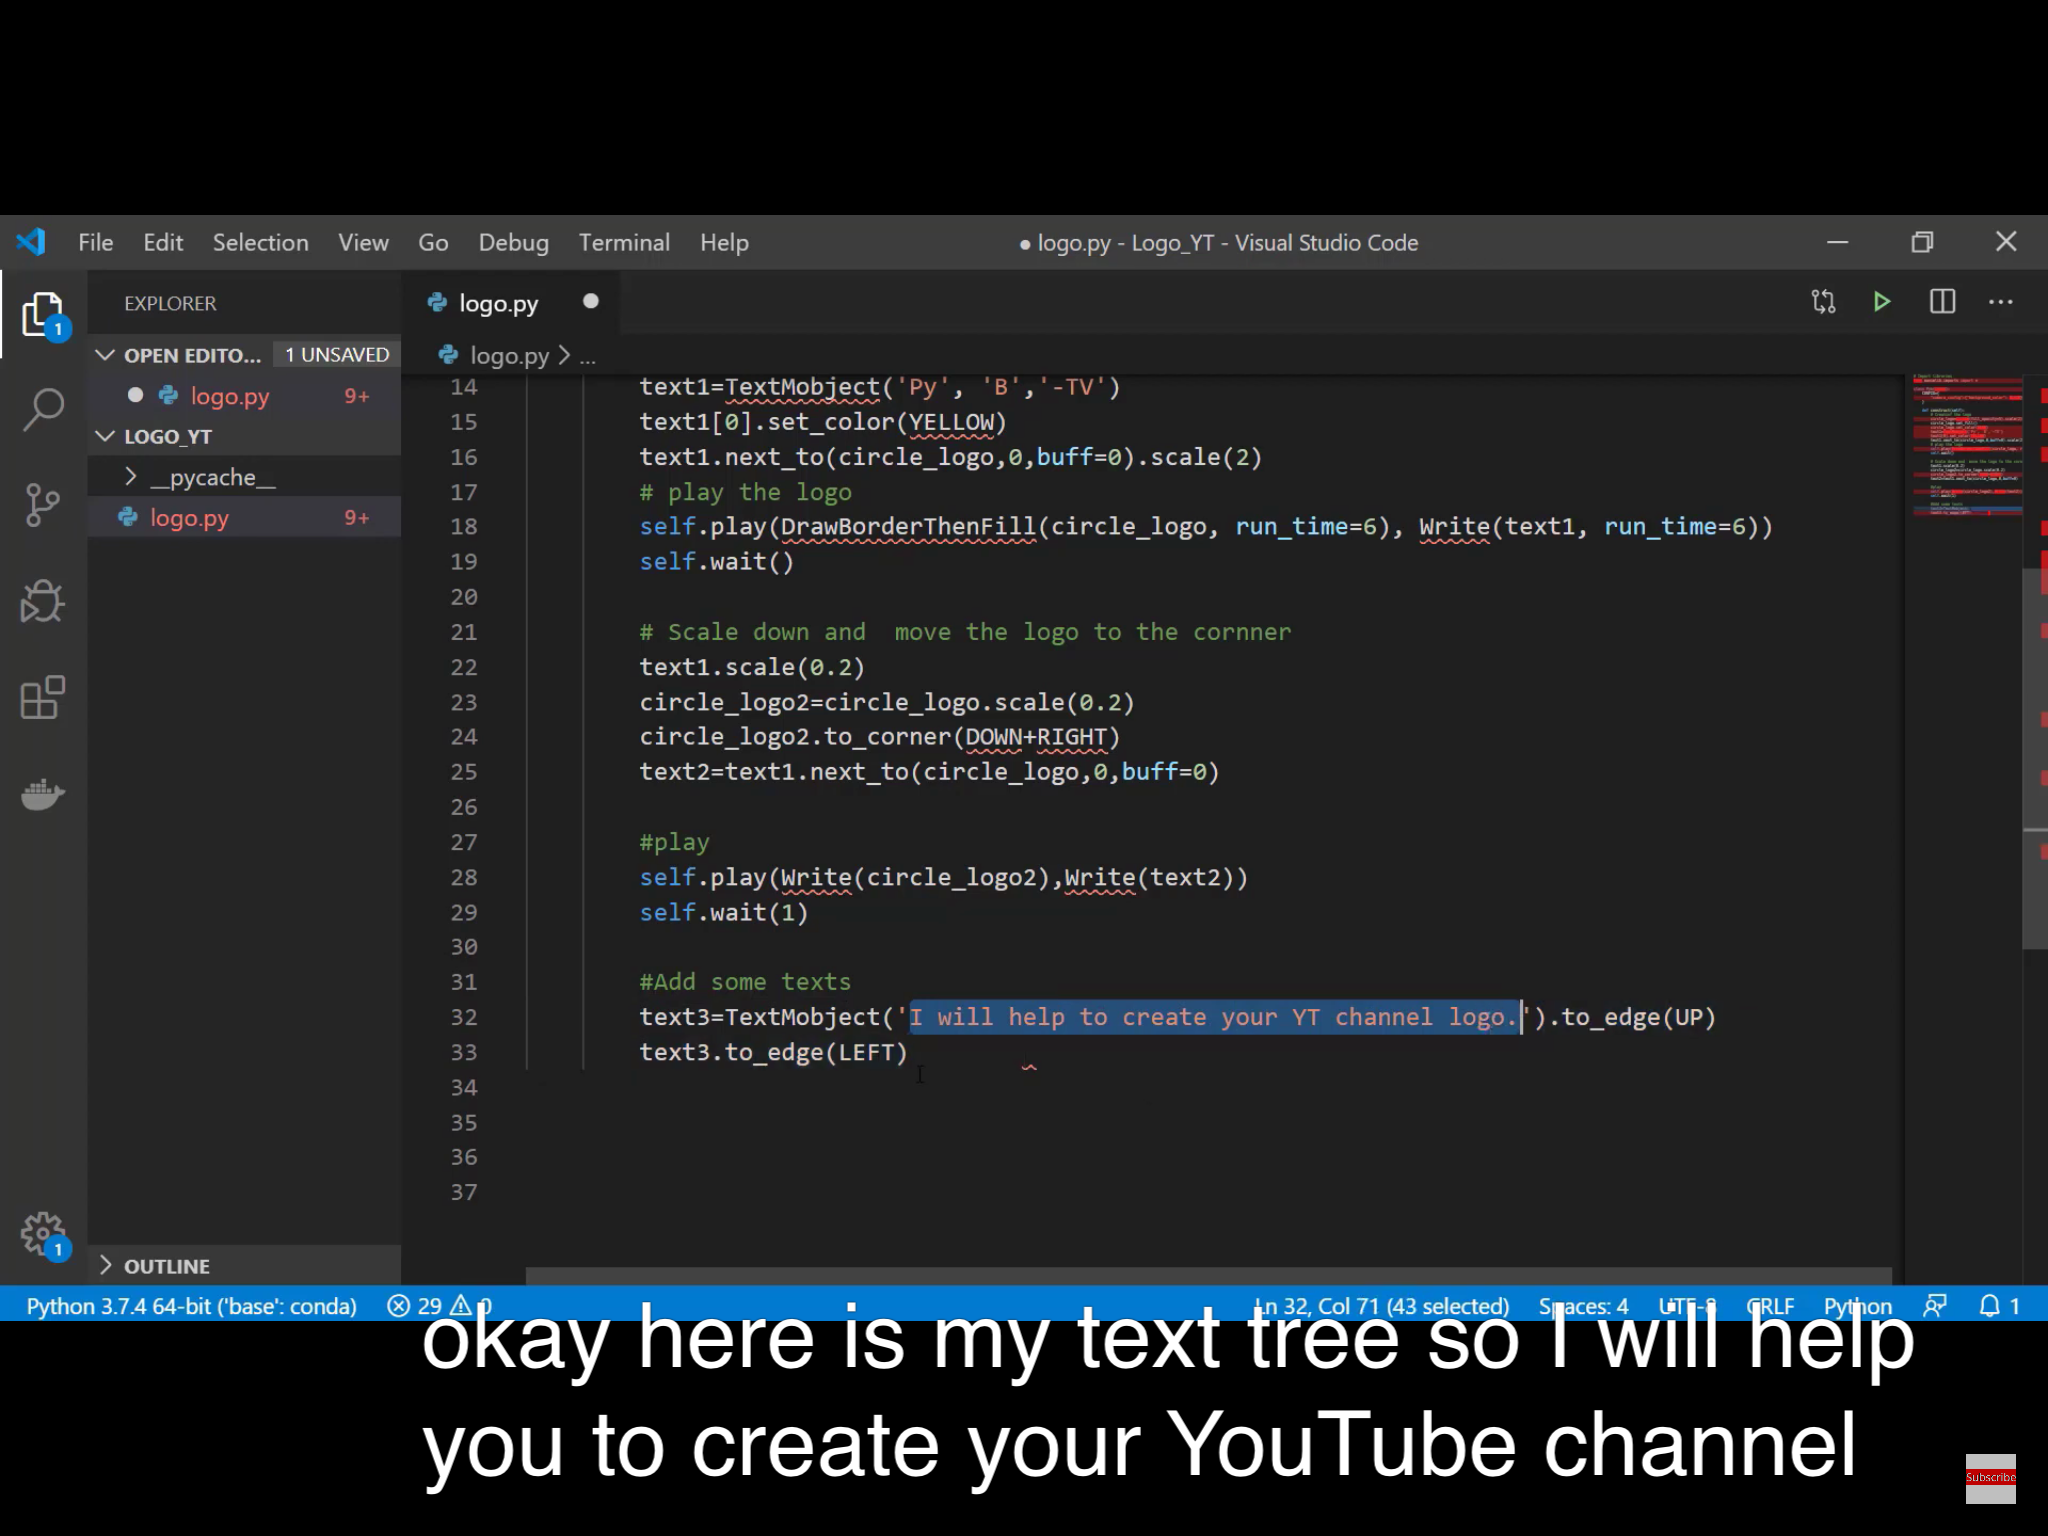 File Edit Selection View Go Debug Terminal Help ● logo.py - Logo_YT - Visual Studio Code
EXPLORER
logo.py
OPEN EDITO... 1 UNSAVED
logo.py > ...
logo.py 9+
LOGO_YT
__pycache__
logo.py 9+
14 text1=TextMobject('Py', 'B','-TV')
15 text1[0].set_color(YELLOW)
16 text1.next_to(circle_logo,0,buff=0).scale(2)
17 # play the logo
18 self.play(DrawBorderThenFill(circle_logo, run_time=6), Write(text1, run_time=6))
19 self.wait()
20
21 # Scale down and  move the logo to the cornner
22 text1.scale(0.2)
23 circle_logo2=circle_logo.scale(0.2)
24 circle_logo2.to_corner(DOWN+RIGHT)
25 text2=text1.next_to(circle_logo,0,buff=0)
26
27 #play
28 self.play(Write(circle_logo2),Write(text2))
29 self.wait(1)
30
31 #Add some texts
32 text3=TextMobject('I will help to create your YT channel logo.').to_edge(UP)
33 text3.to_edge(LEFT)
34
35
36
37
1
OUTLINE
Python 3.7.4 64-bit ('base': conda) 29 0 Ln 32, Col 71 (43 selected) Spaces: 4 UTF-8 CRLF Python 1
okay here is my text tree so I will help
you to create your YouTube channel
Subscribe